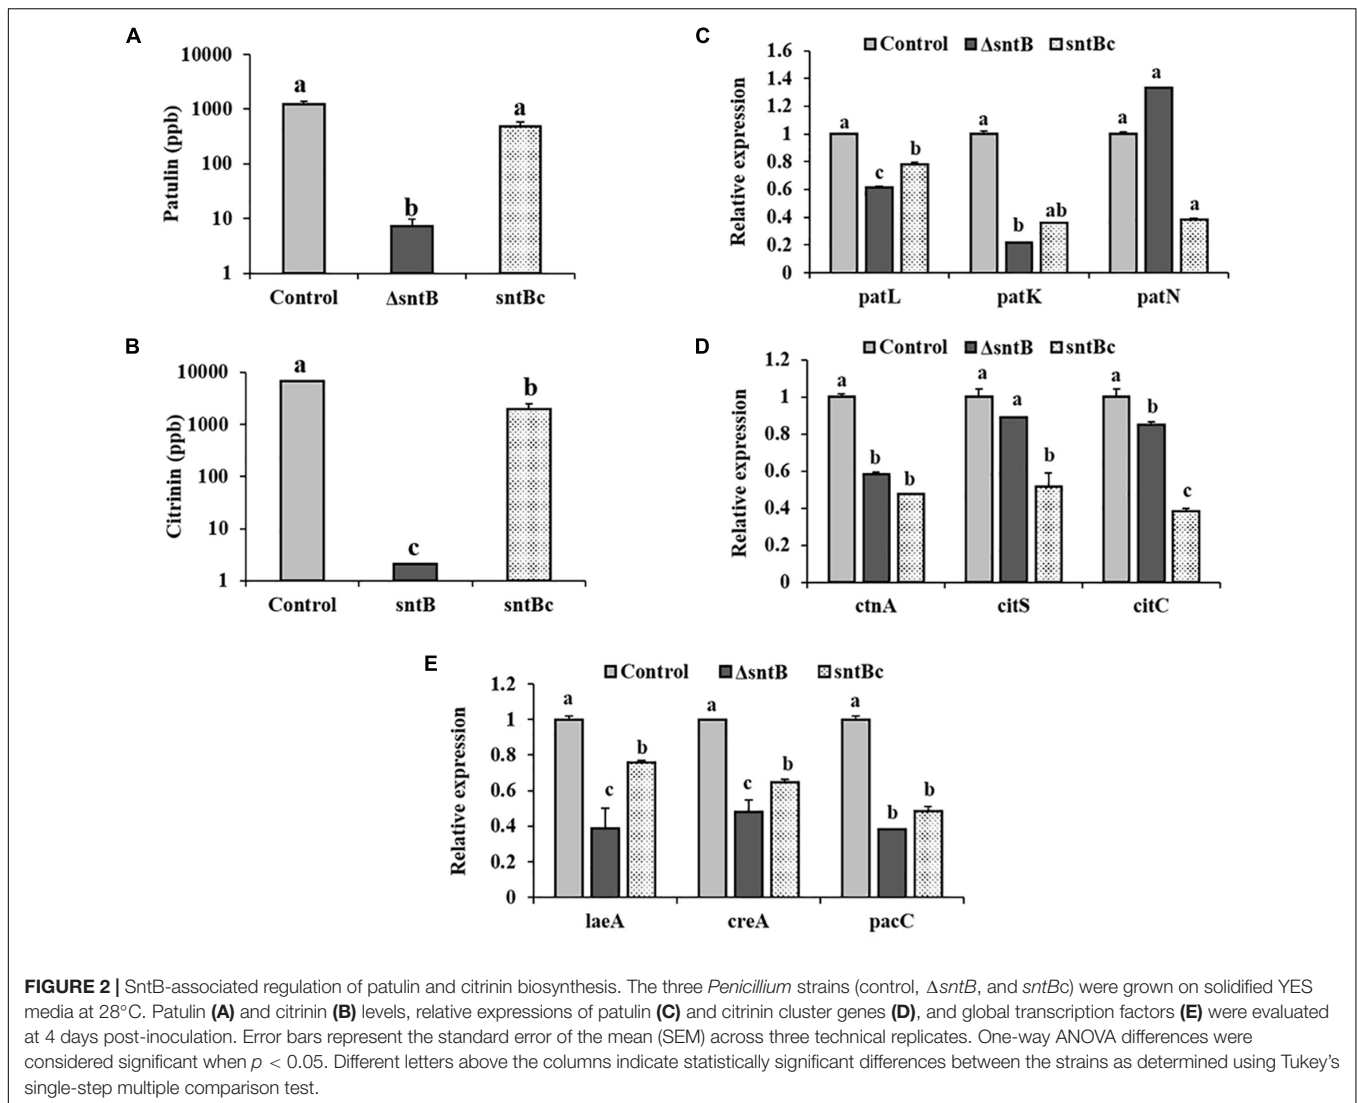 A
Patulin (ppb)
10000
1000
100
10
1
a
b
a
Control ΔsntB sntBc
B
Citrinin (ppb)
10000
1000
100
10
1
a
c
b
Control sntB sntBc
C
Control ΔsntB sntBc
Relative expression
1.6
1.4
1.2
1
0.8
0.6
0.4
0.2
0
a c b
a b ab
a a a
patL patK patN
D
Control ΔsntB sntBc
Relative expression
1.2
1
0.8
0.6
0.4
0.2
0
a b b
a a b
a b c
ctnA citS citC
E
Control ΔsntB sntBc
Relative expression
1.2
1
0.8
0.6
0.4
0.2
0
a c b
a c b
a b b
laeA creA pacC
FIGURE 2 | SntB-associated regulation of patulin and citrinin biosynthesis. The three Penicillium strains (control, ΔsntB, and sntBc) were grown on solidified YES
media at 28°C. Patulin (A) and citrinin (B) levels, relative expressions of patulin (C) and citrinin cluster genes (D), and global transcription factors (E) were evaluated
at 4 days post-inoculation. Error bars represent the standard error of the mean (SEM) across three technical replicates. One-way ANOVA differences were
considered significant when p < 0.05. Different letters above the columns indicate statistically significant differences between the strains as determined using Tukey's
single-step multiple comparison test.